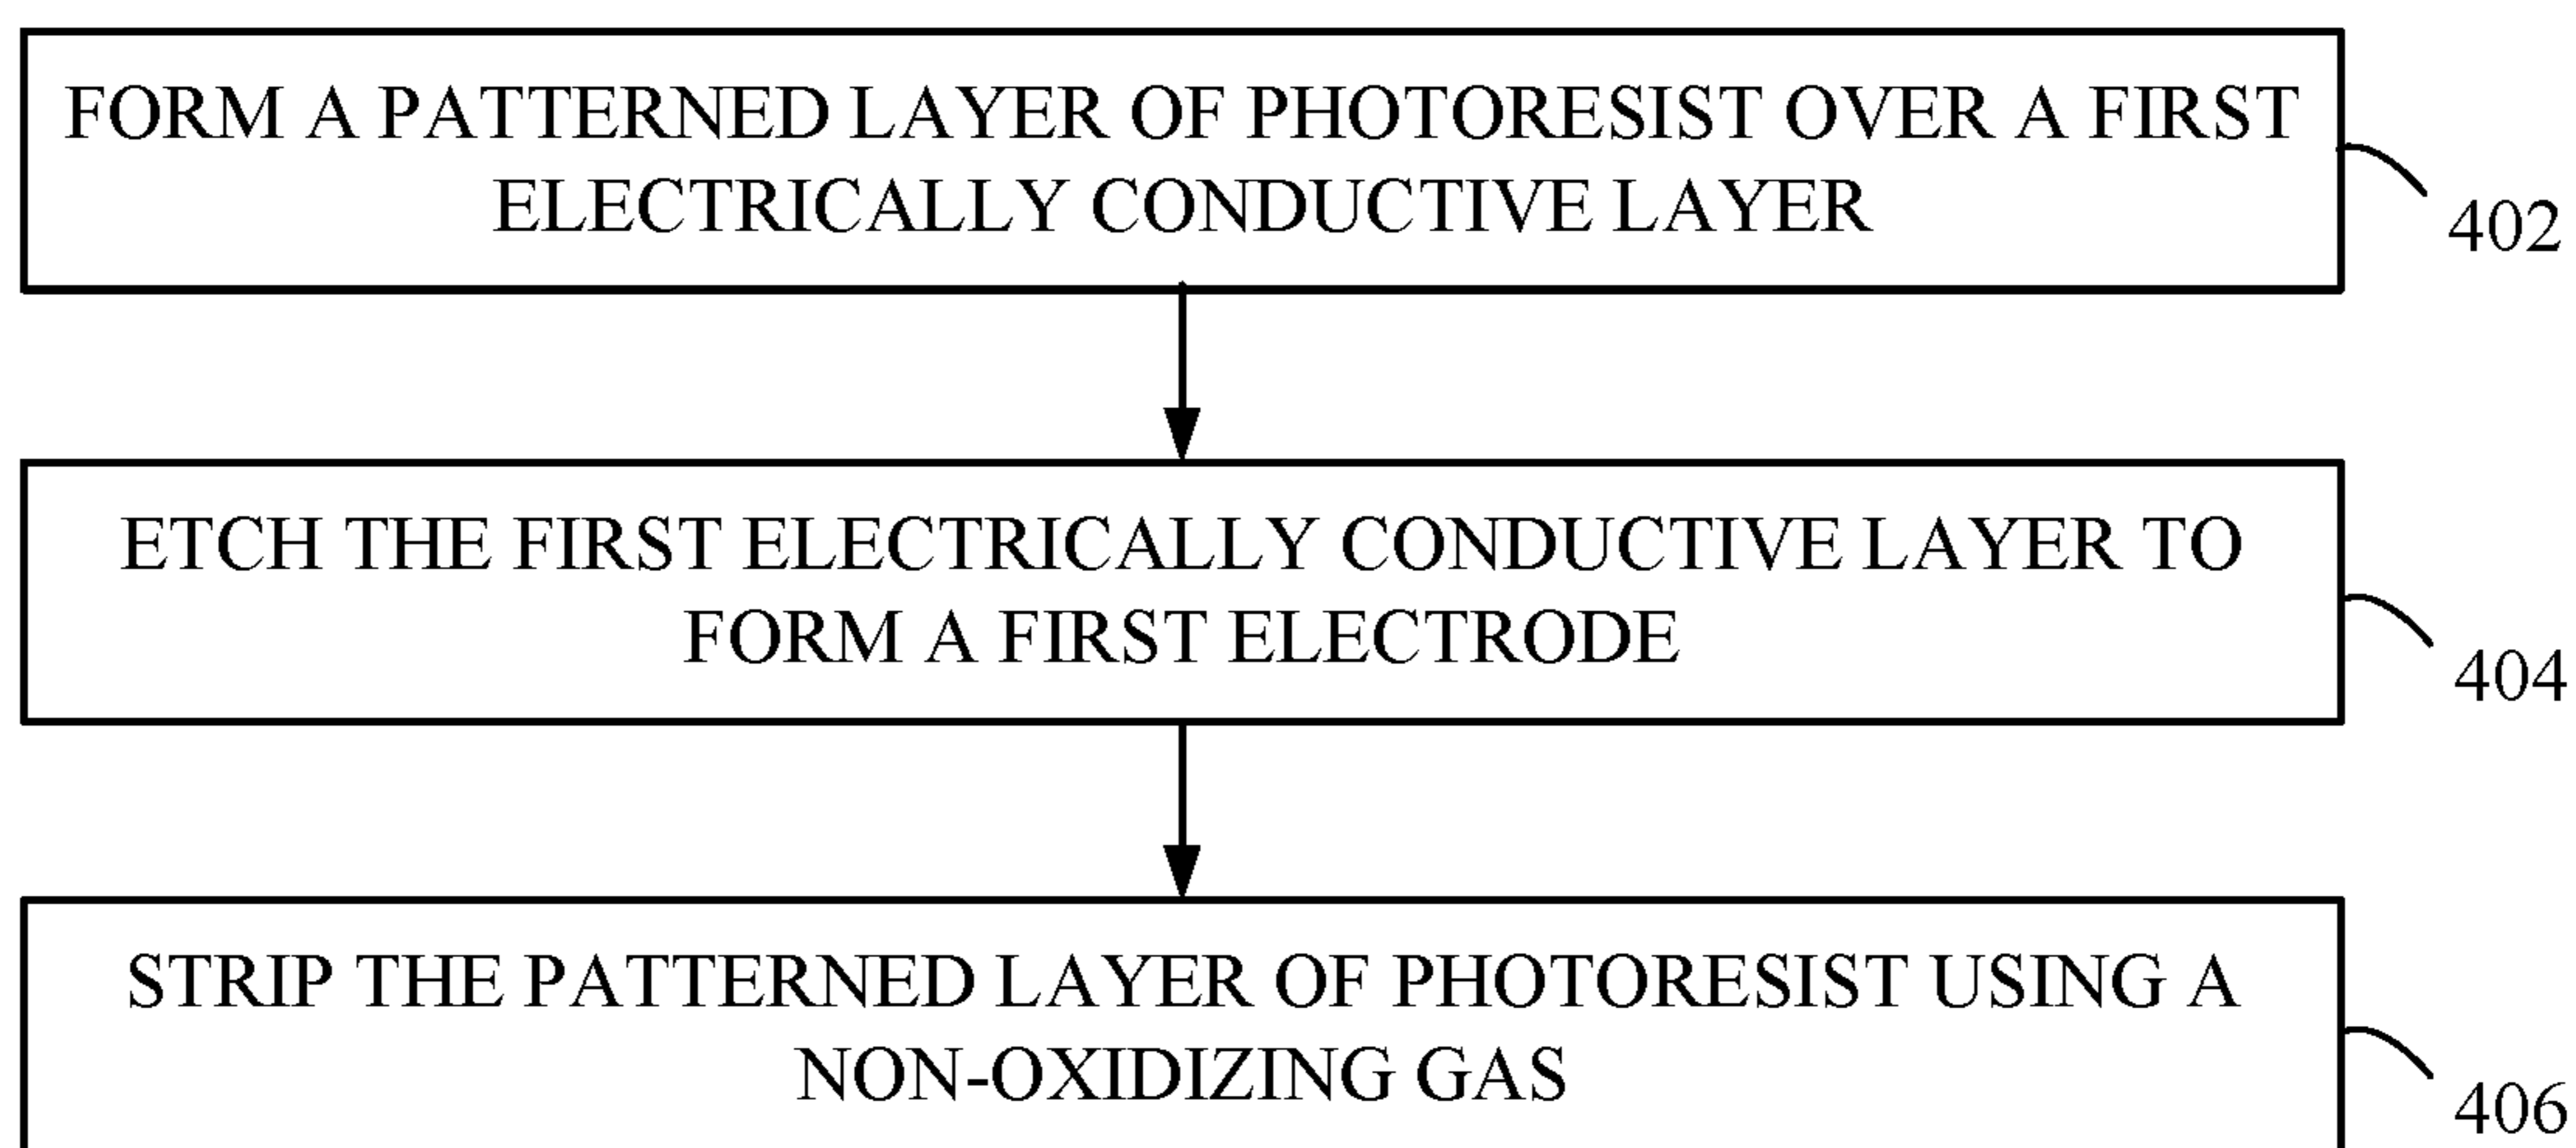 FORM A PATTERNED LAYER OF PHOTORESIST OVER A FIRST
ELECTRICALLY CONDUCTIVE LAYER
402
ETCH THE FIRST ELECTRICALLY CONDUCTIVE LAYER TO
FORM A FIRST ELECTRODE
404
STRIP THE PATTERNED LAYER OF PHOTORESIST USING A
NON-OXIDIZING GAS
406